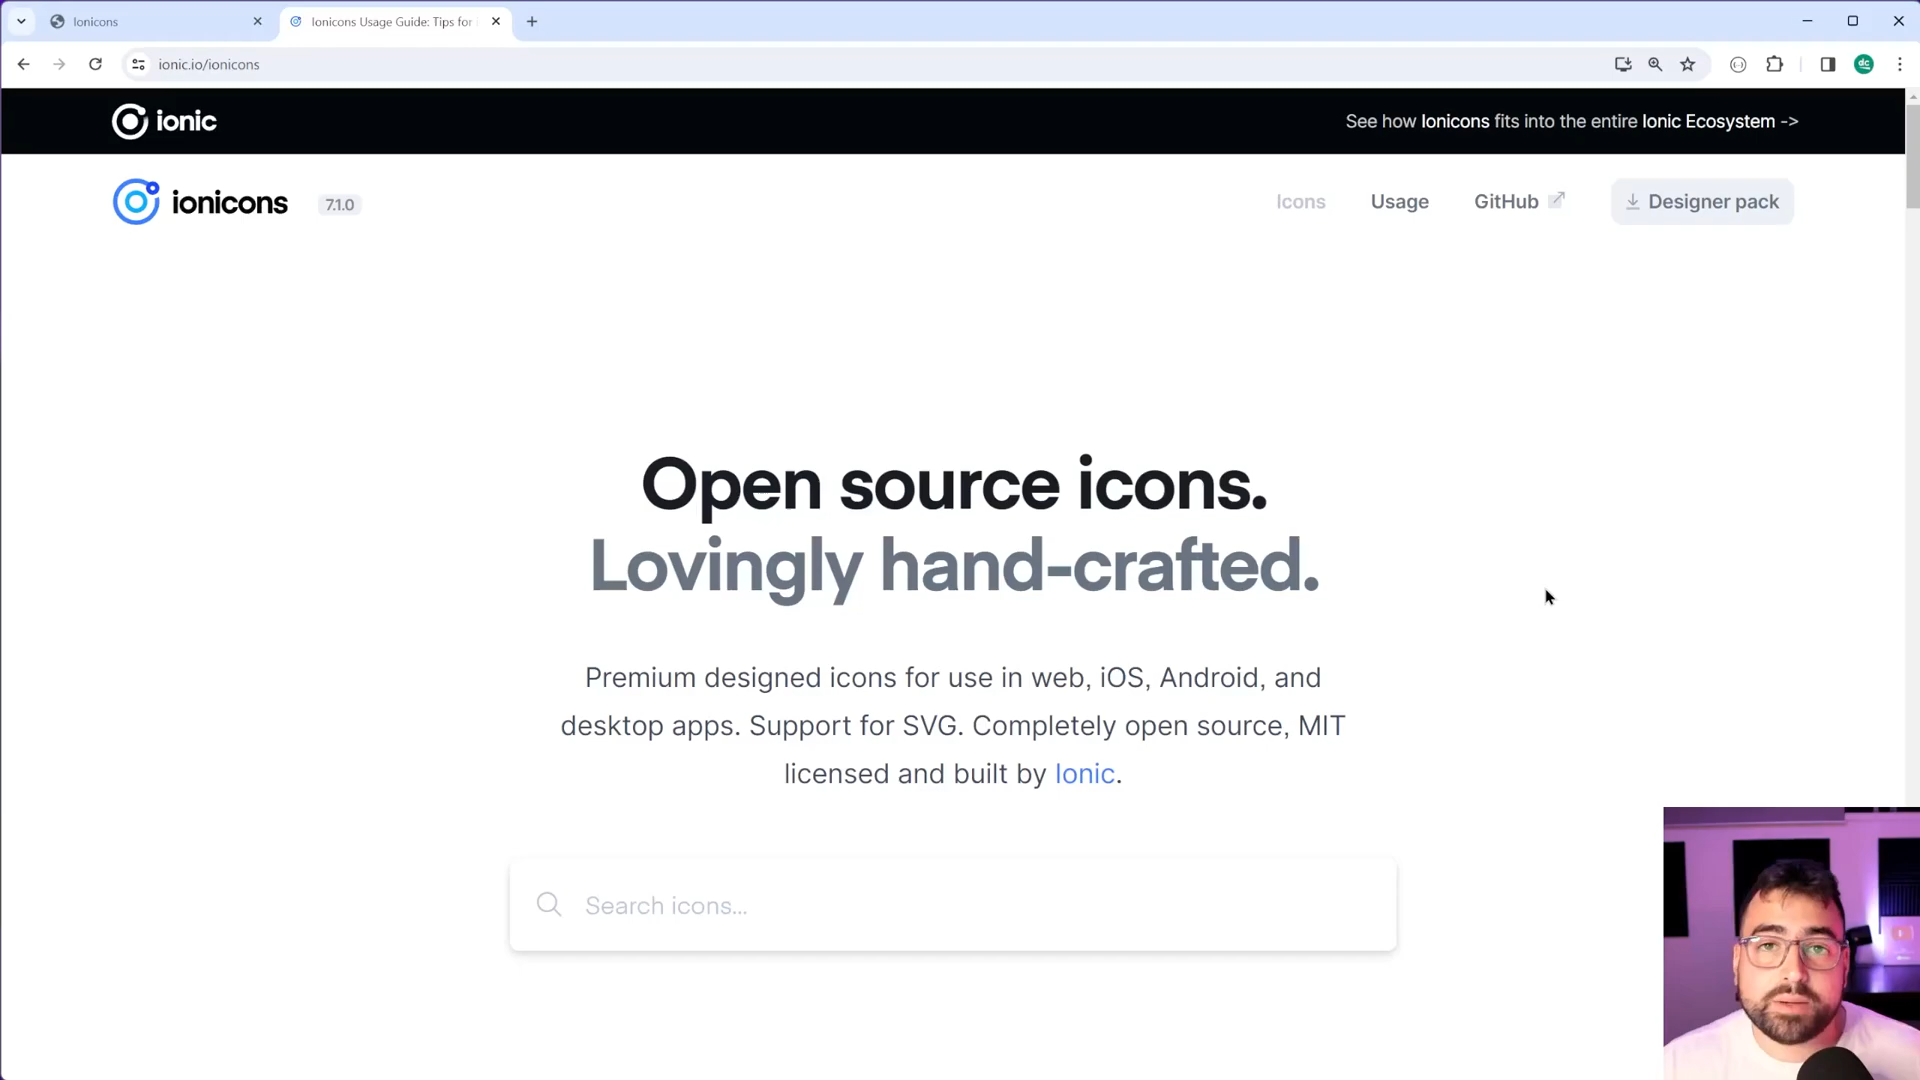 Ionicons
Ionicons Usage Guide: Tips for
ionic.io/ionicons
dc
ionic
See how Ionicons fits into the entire Ionic Ecosystem ->
ionicons
7.1.0
Icons
Usage
GitHub
Designer pack
Open source icons.
Lovingly hand-crafted.
Premium designed icons for use in web, iOS, Android, and
desktop apps. Support for SVG. Completely open source, MIT
licensed and built by Ionic.
Search icons...